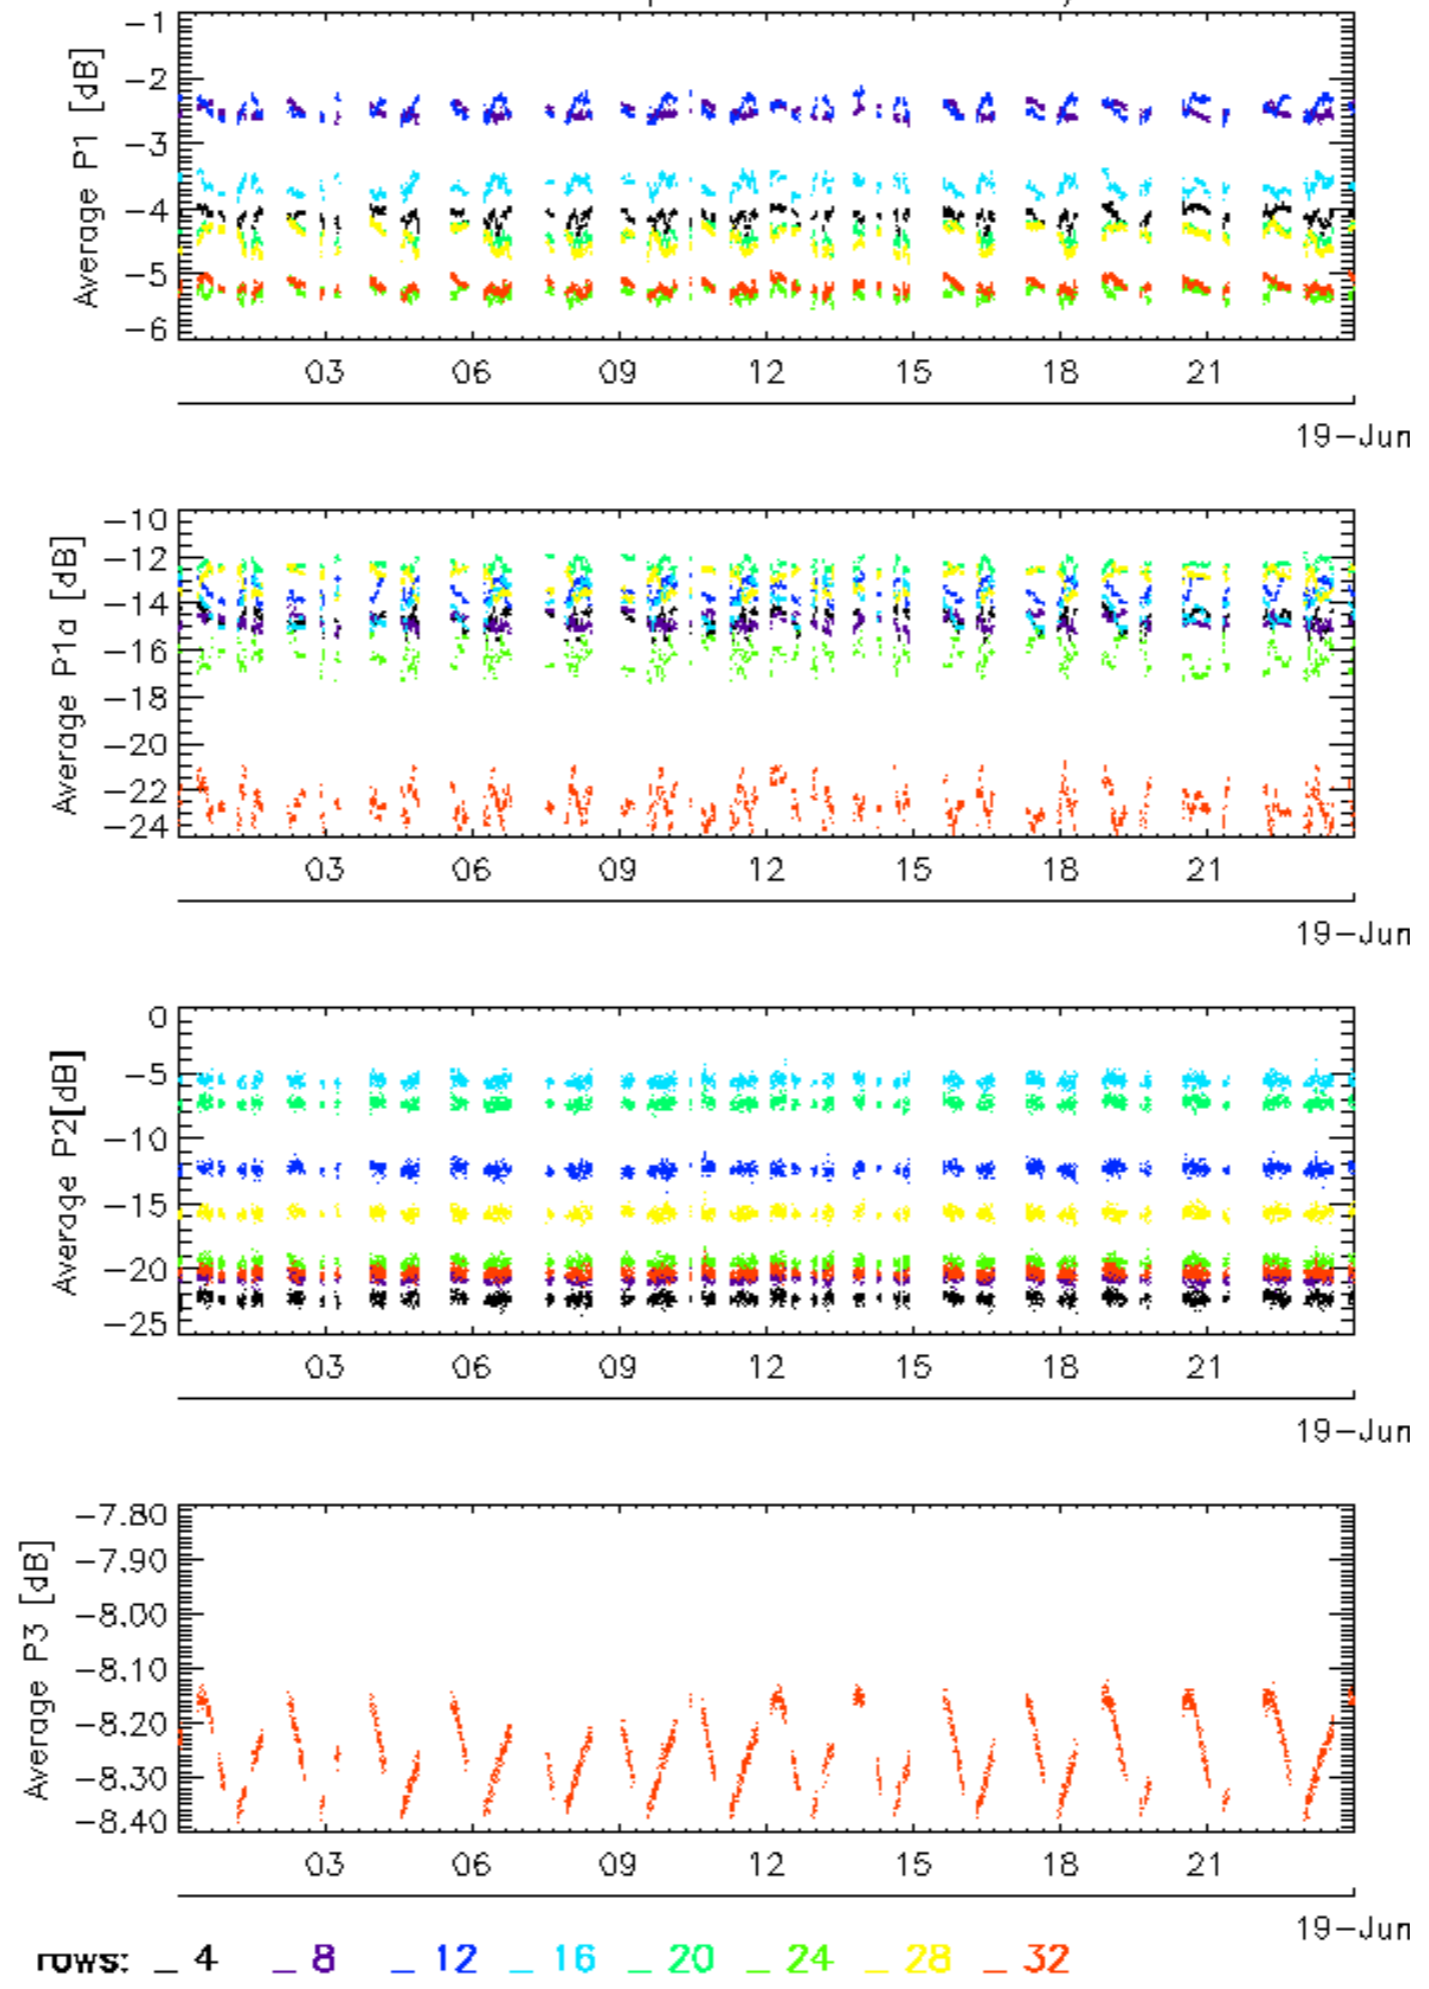 -1
-2
-3
-4
-5
-6
Average P1 [dB]
03 06 09 12 15 18 21
19-Jun
-10
-12
-14
-16
-18
-20
-22
-24
Average P1a [dB]
03 06 09 12 15 18 21
19-Jun
0
-5
-10
-15
-20
-25
Average P2[dB]
03 06 09 12 15 18 21
19-Jun
-7.80
-7.90
-8.00
-8.10
-8.20
-8.30
-8.40
Average P3 [dB]
03 06 09 12 15 18 21
19-Jun
rows: _ 4 _ 8 _ 12 _ 16 _ 20 _ 24 _ 28 _ 32